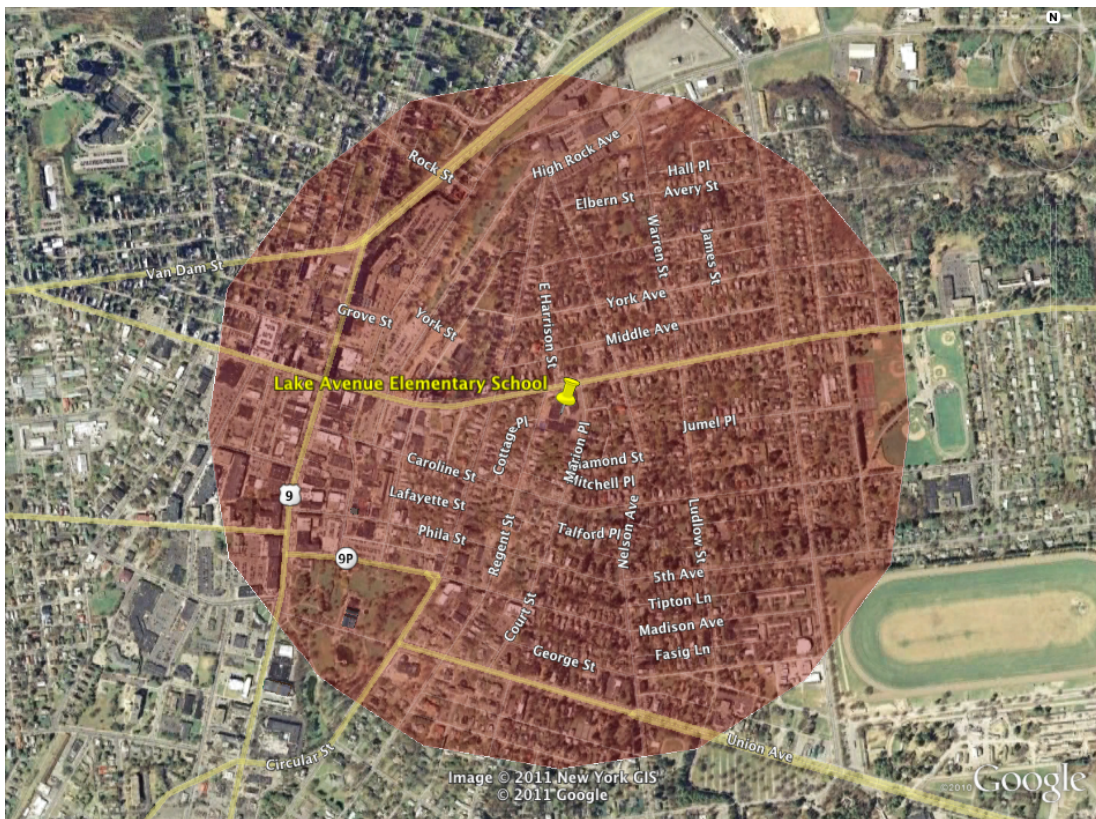 N
Rock St
High Rock Ave
Hall Pl
Avery St
Elbern St
Warren St
James St
Van Dam St
Grove St
York St
E Harrison St
York Ave
Middle Ave
Lake Avenue Elementary School
Cottage Pl
Marion Pl
Jumel Pl
Caroline St
amond St
Mitchell Pl
Lafayette St
9
Phila St
Regent St
Talford Pl
Nelson Ave
Ludlow St
9P
5th Ave
Tipton Ln
Court St
Madison Ave
George St
Fasig Ln
Union Ave
Circular St
Image © 2011 New York GIS
© 2011 Google
©2010 Google